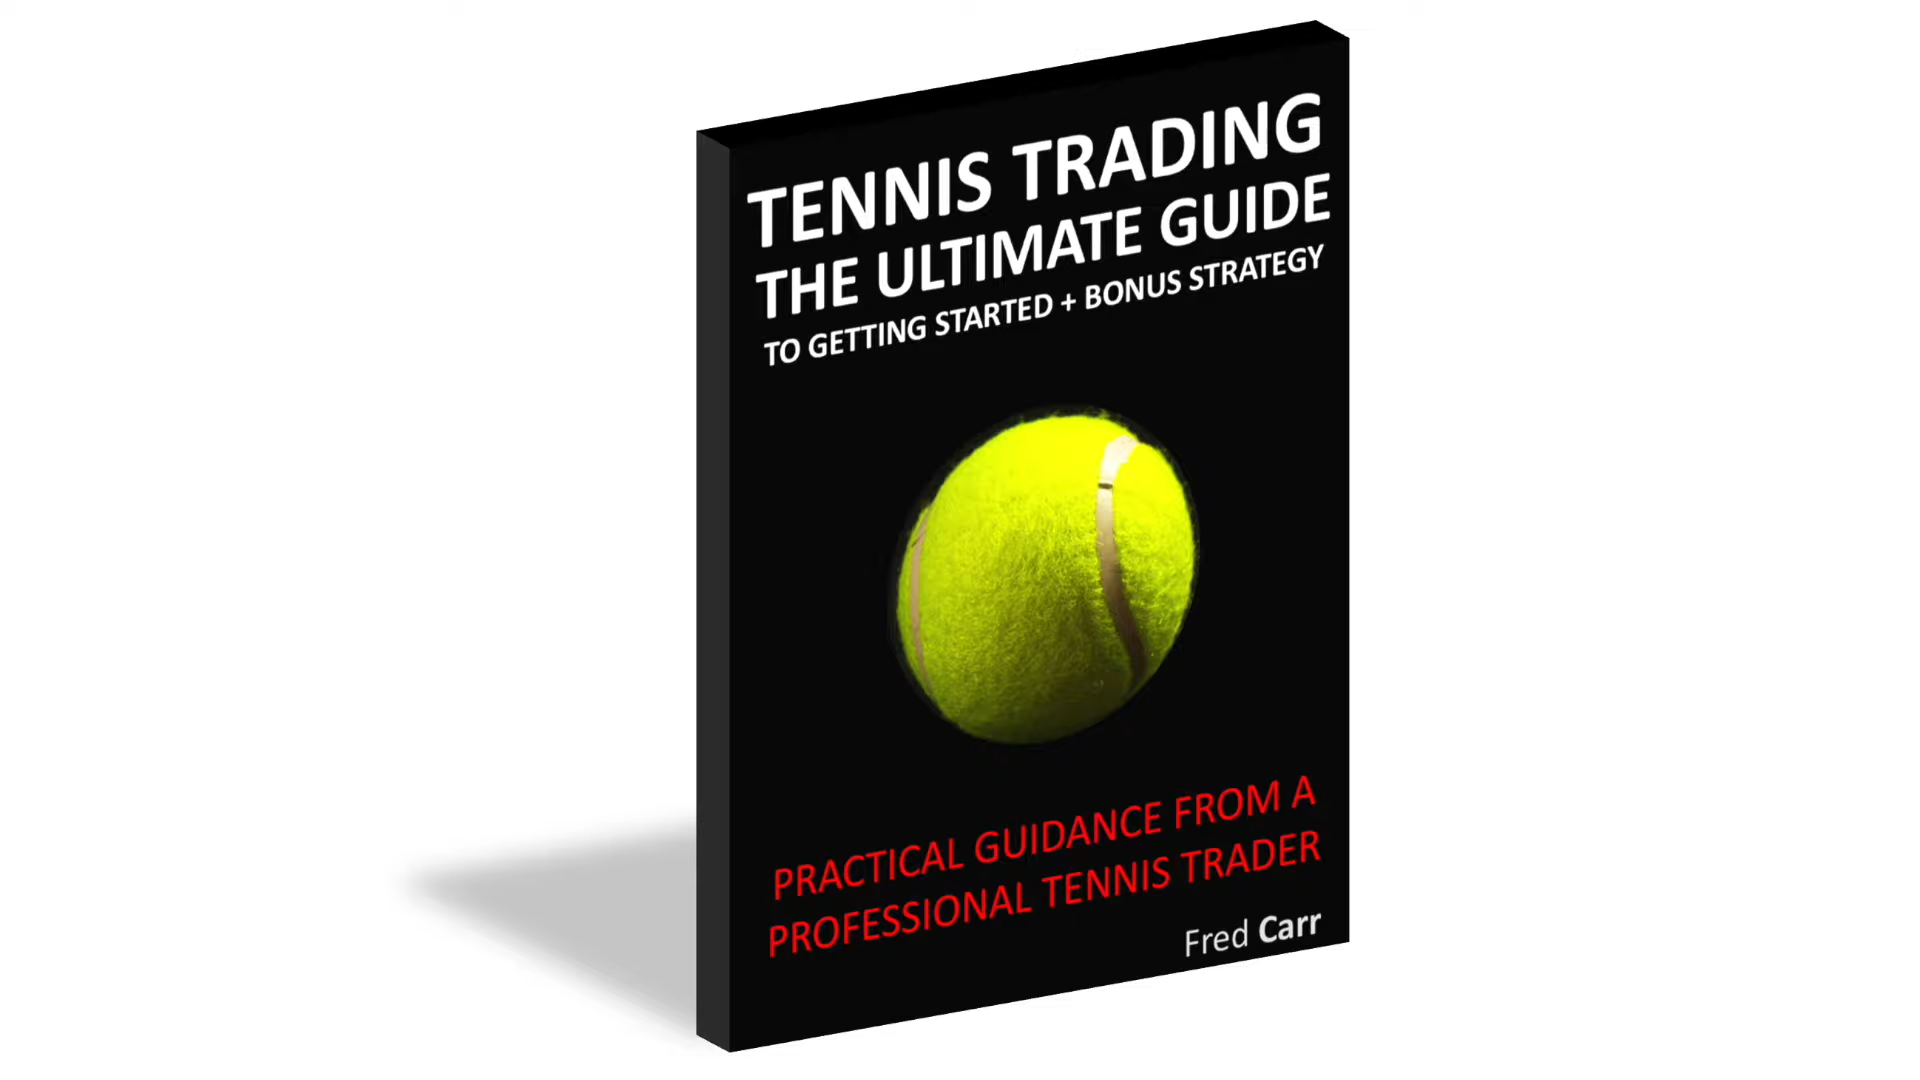 TENNIS TRADING
THE ULTIMATE GUIDE
TO GETTING STARTED + BONUS STRATEGY
PRACTICAL GUIDANCE FROM A
PROFESSIONAL TENNIS TRADER
Fred Carr